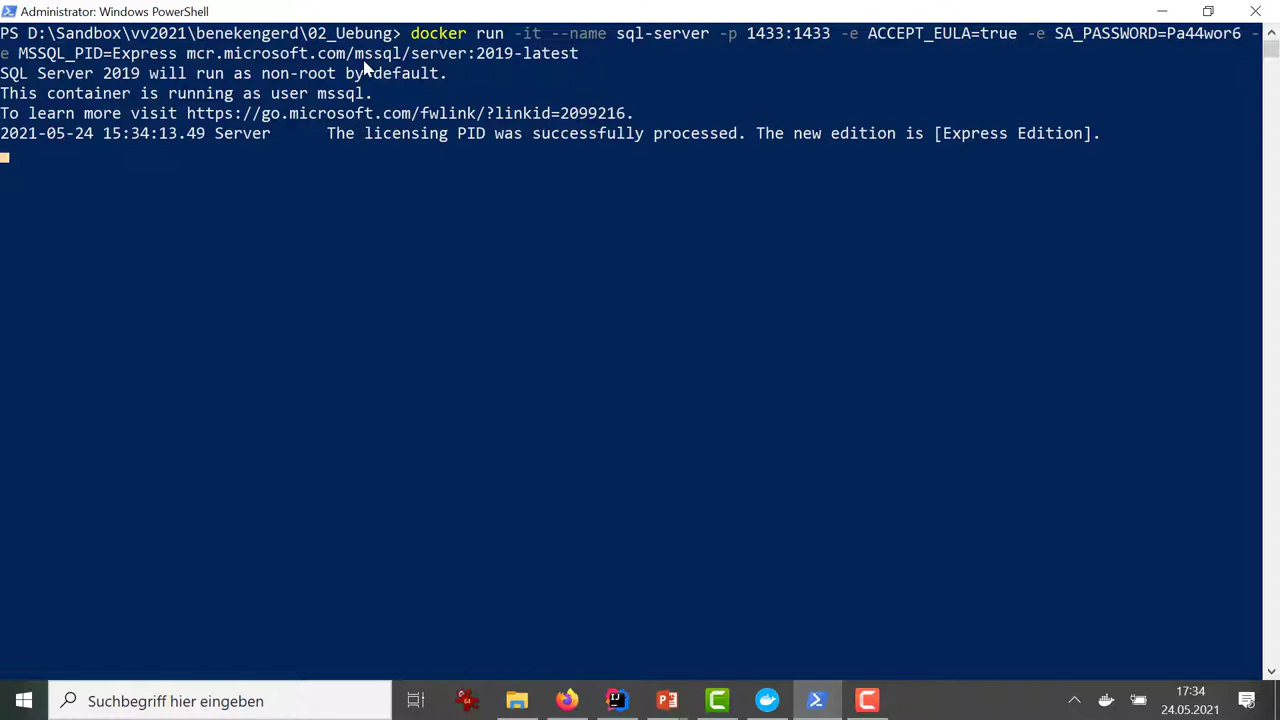 Administrator: Windows PowerShell
PS D:\Sandbox\vv2021\benekengerd\02_Uebung> docker run -it --name sql-server -p 1433:1433 -e ACCEPT_EULA=true -e SA_PASSWORD=Pa44wor6 -
e MSSQL_PID=Express mcr.microsoft.com/mssql/server:2019-latest
SQL Server 2019 will run as non-root by default.
This container is running as user mssql.
To learn more visit https://go.microsoft.com/fwlink/?linkid=2099216.
2021-05-24 15:34:13.49 Server      The licensing PID was successfully processed. The new edition is [Express Edition].
Suchbegriff hier eingeben
17:34
24.05.2021